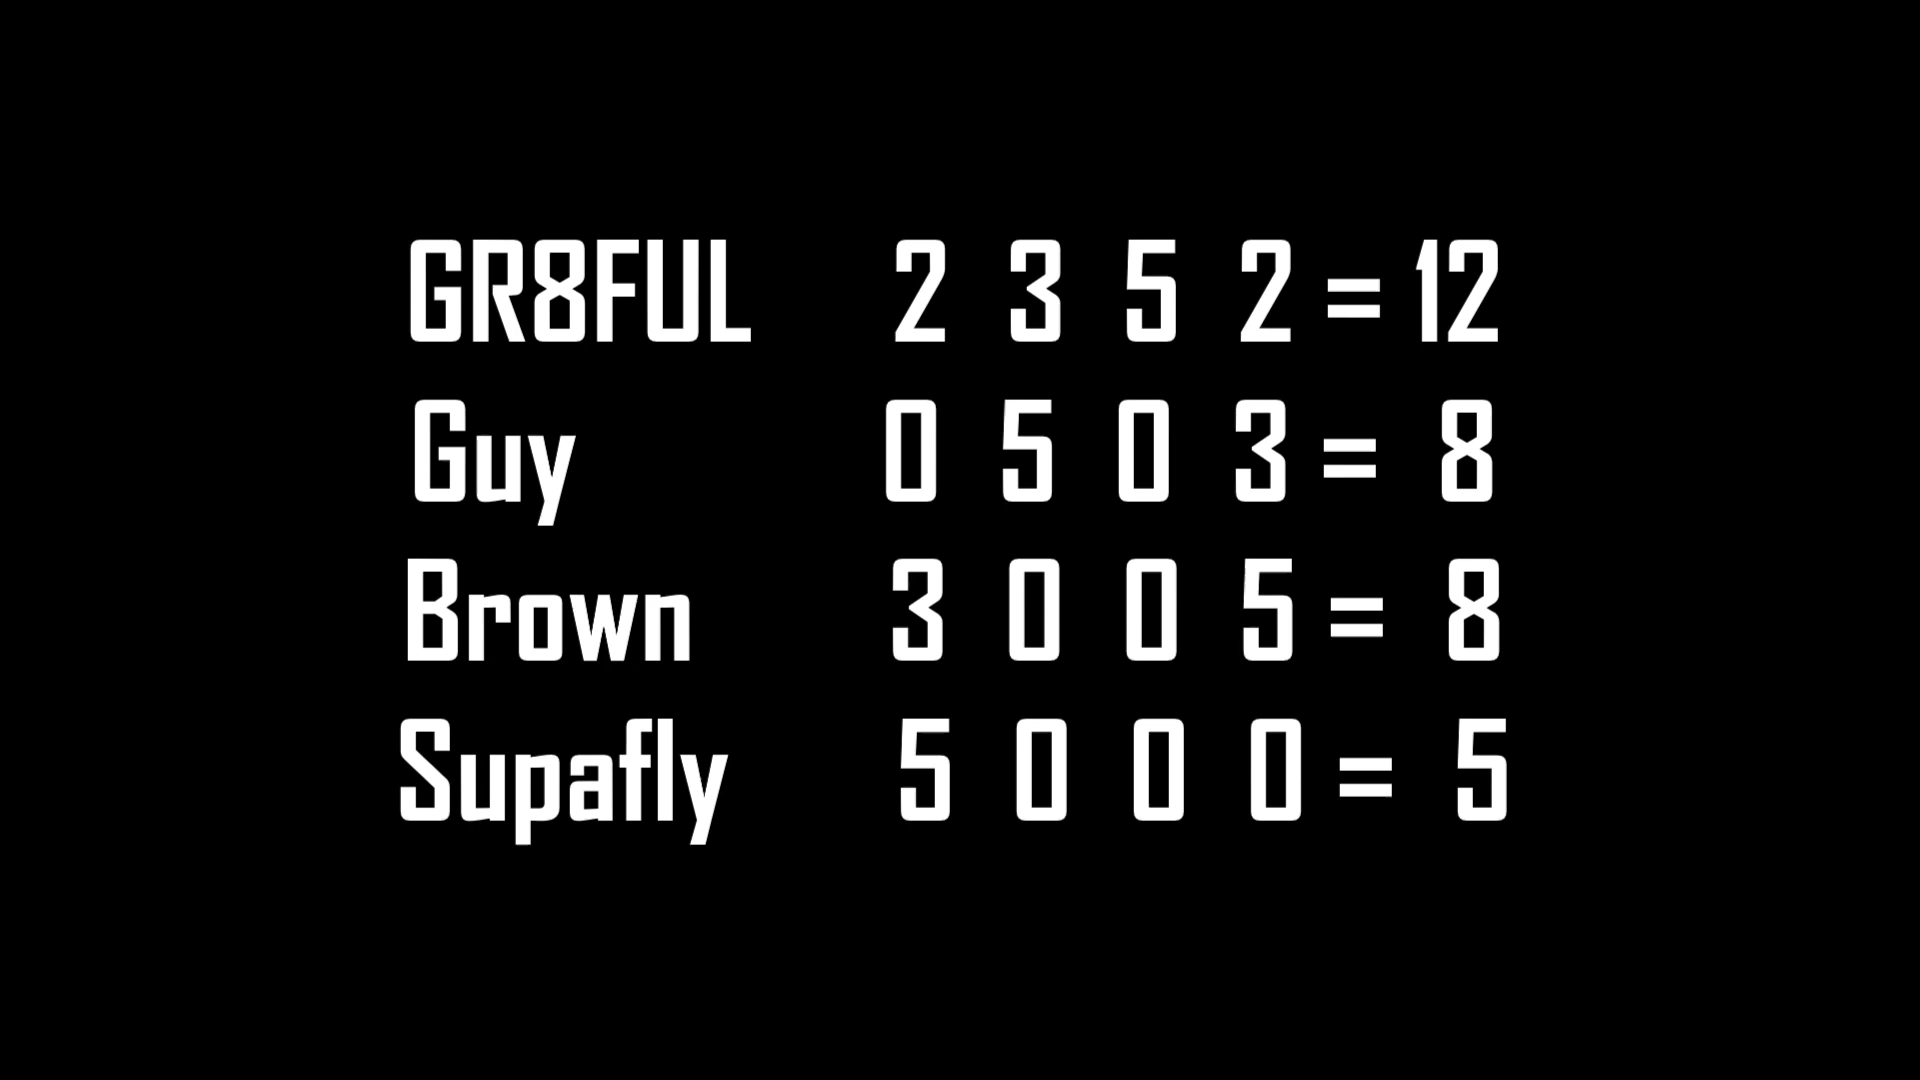 GR8FUL 2 3 5 2 = 12
Guy 0 5 0 3 = 8
Brown 3 0 0 5 = 8
Supafly 5 0 0 0 = 5